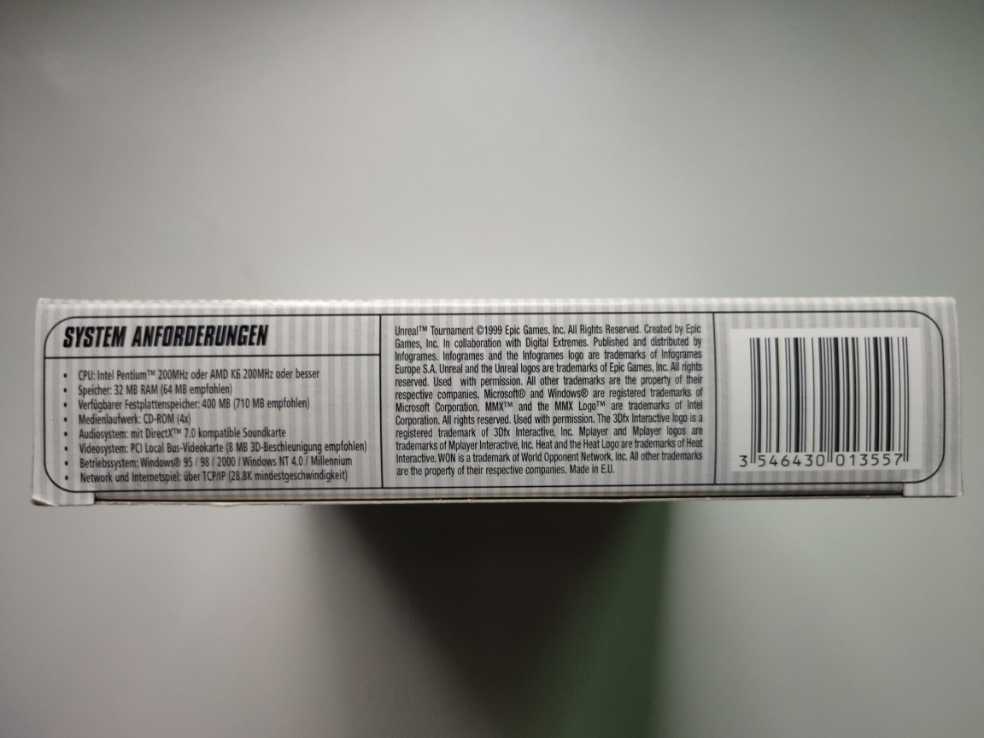 SYSTEM ANFORDERUNGEN
• CPU: Intel Pentium™ 200MHz oder AMD K6 200MHz oder besser
• Speicher: 32 MB RAM (64 MB empfohlen)
• Verfügbarer Festplattenspeicher: 400 MB (710 MB empfohlen)
• Medienlaufwerk: CD-ROM (4x)
• Audiosystem: mit DirectX™ 7.0 kompatible Soundkarte
• Videosystem: PCI Local Bus-Videokarte (8 MB 3D-Beschleunigung empfohlen)
• Betriebssystem: Windows® 95 / 98 / 2000 / Windows NT 4.0 / Millennium
• Network und Internetspiel: über TCP/IP (28.8K mindestgeschwindigkeit)
Unreal™ Tournament ©1999 Epic Games, Inc. All Rights Reserved. Created by Epic
Games, Inc. In collaboration with Digital Extremes. Published and distributed by
Infogrames. Infogrames and the Infogrames logo are trademarks of Infogrames
Europe S.A. Unreal and the Unreal logos are trademarks of Epic Games, Inc. All rights
reserved. Used with permission. All other trademarks are the property of their
respective companies. Microsoft® and Windows® are registered trademarks of
Microsoft Corporation. MMX™ and the MMX Logo™ are trademarks of Intel
Corporation. All rights reserved. Used with permission. The 3Dfx Interactive logo is a
registered trademark of 3Dfx Interactive, Inc. Mplayer and Mplayer logos are
trademarks of Mplayer Interactive, Inc. Heat and the Heat Logo are trademarks of Heat
Interactive. WON is a trademark of World Opponent Network, Inc. All other trademarks
are the property of their respective companies. Made in E.U.
3 546430 013557